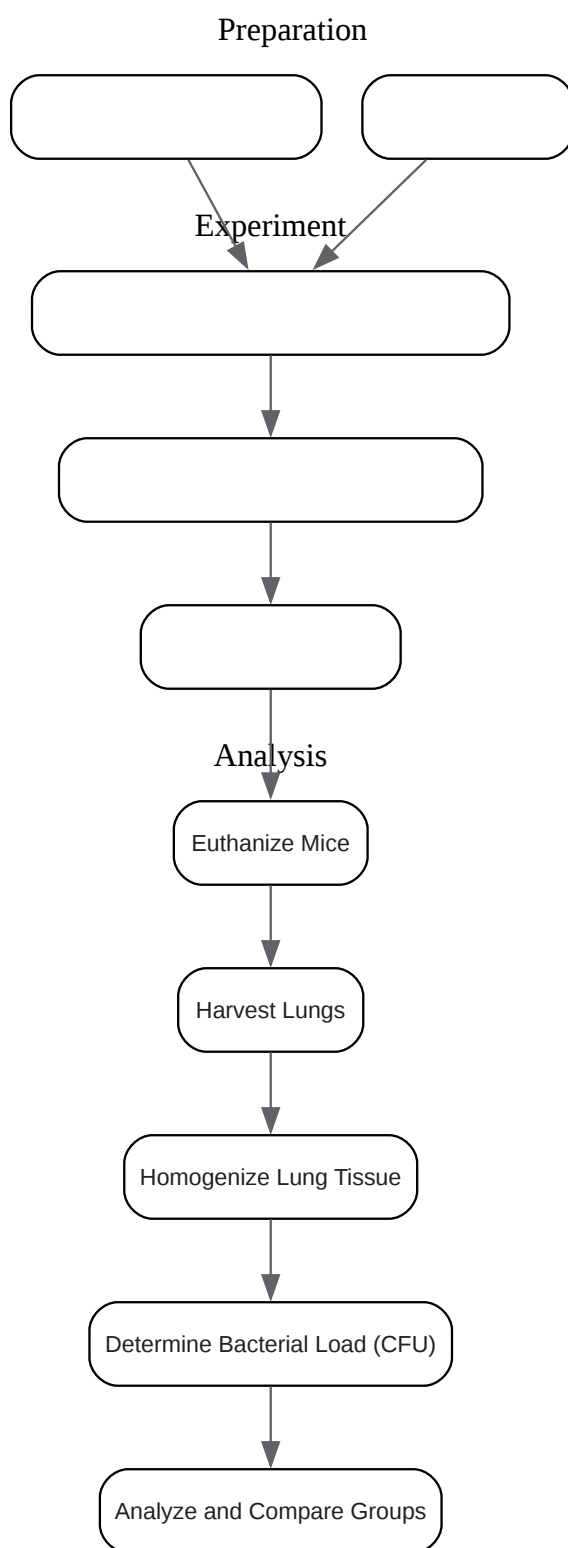 Preparation
Experiment
Analysis
Euthanize Mice
Harvest Lungs
Homogenize Lung Tissue
Determine Bacterial Load (CFU)
Analyze and Compare Groups